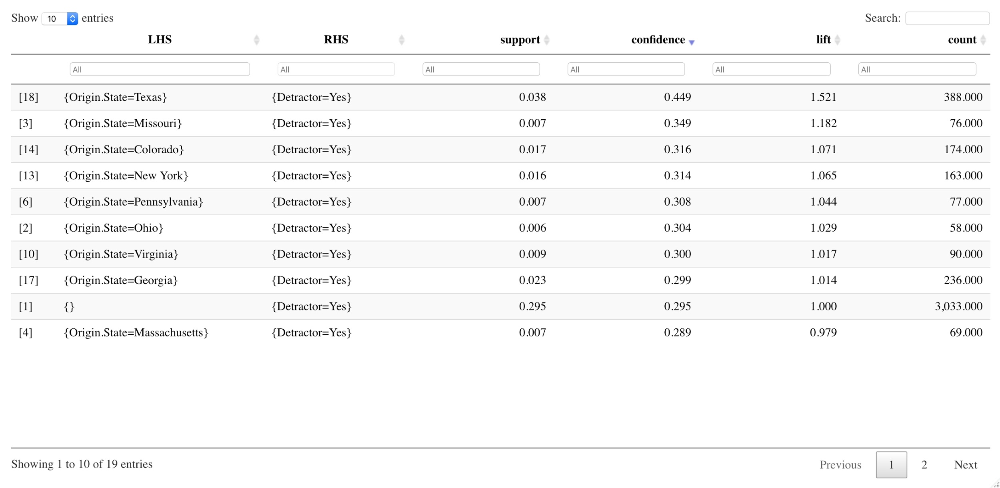 Show 10 entries Search:
LHS RHS support confidence lift count
All All All All All All
[18] {Origin.State=Texas} {Detractor=Yes} 0.038 0.449 1.521 388.000
[3] {Origin.State=Missouri} {Detractor=Yes} 0.007 0.349 1.182 76.000
[14] {Origin.State=Colorado} {Detractor=Yes} 0.017 0.316 1.071 174.000
[13] {Origin.State=New York} {Detractor=Yes} 0.016 0.314 1.065 163.000
[6] {Origin.State=Pennsylvania} {Detractor=Yes} 0.007 0.308 1.044 77.000
[2] {Origin.State=Ohio} {Detractor=Yes} 0.006 0.304 1.029 58.000
[10] {Origin.State=Virginia} {Detractor=Yes} 0.009 0.300 1.017 90.000
[17] {Origin.State=Georgia} {Detractor=Yes} 0.023 0.299 1.014 236.000
[1] {} {Detractor=Yes} 0.295 0.295 1.000 3,033.000
[4] {Origin.State=Massachusetts} {Detractor=Yes} 0.007 0.289 0.979 69.000
Showing 1 to 10 of 19 entries Previous 1 2 Next